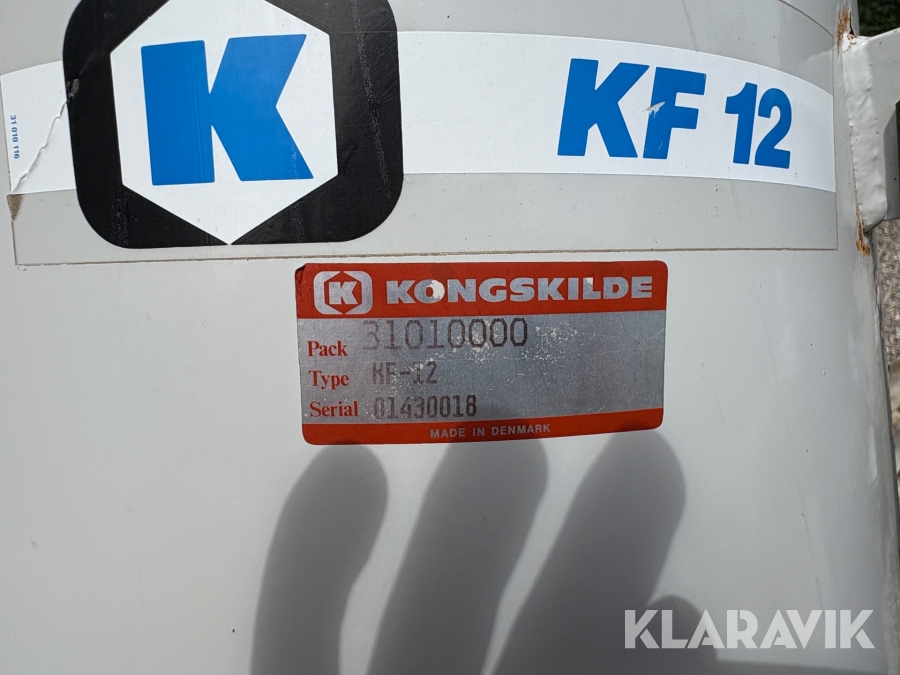 K
KF 12
31 010 116
K KONGSKILDE
Pack 31010000
Type KF-12
Serial 01430018
MADE IN DENMARK
KLARAVIK